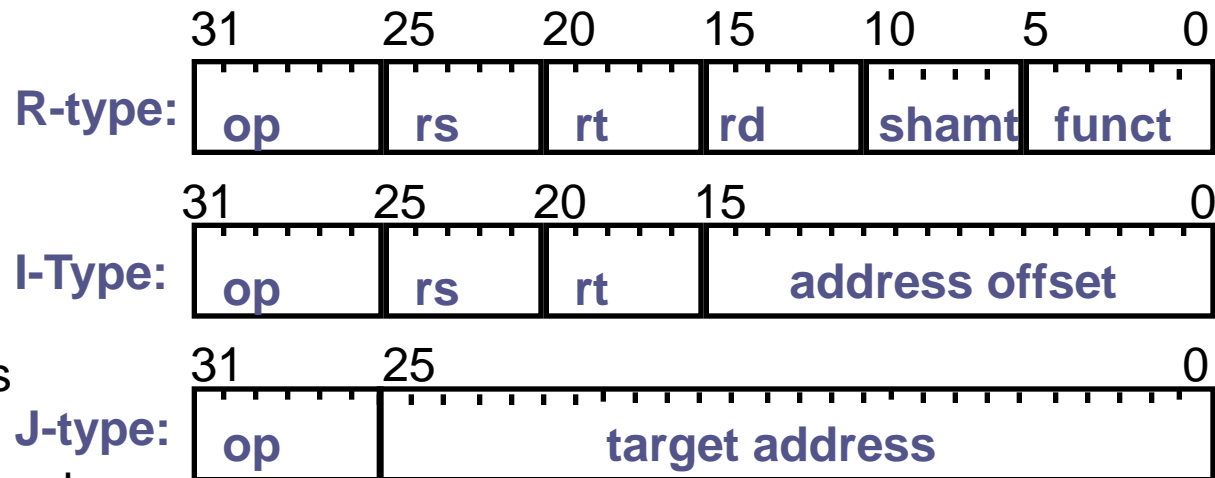 31 25 20 15 10 5 0
R-type: op rs rt rd shamt funct
31 25 20 15 0
I-Type: op rs rt address offset
31 25 0
s
J-type: op target address